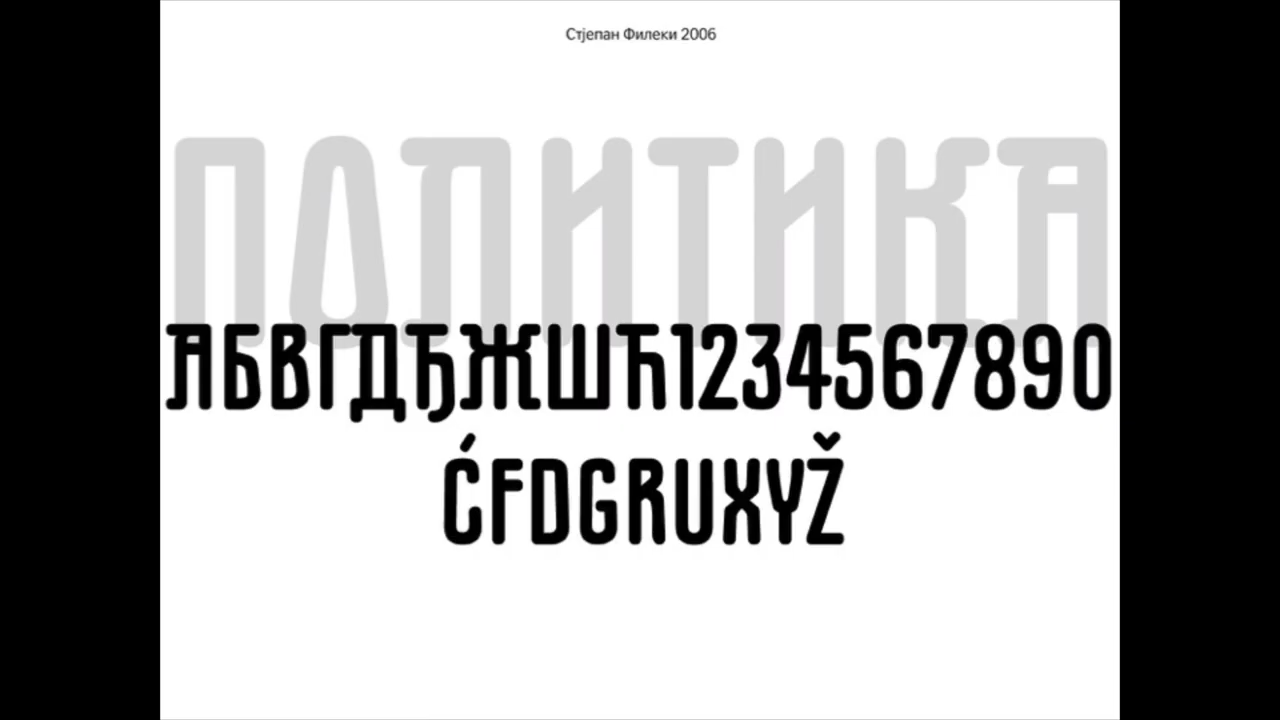 Стјепан Филеки 2006
ПОЛИТИКА
АБВГДЂЖШЋ1234567890
ĆFDGRUXYŽ